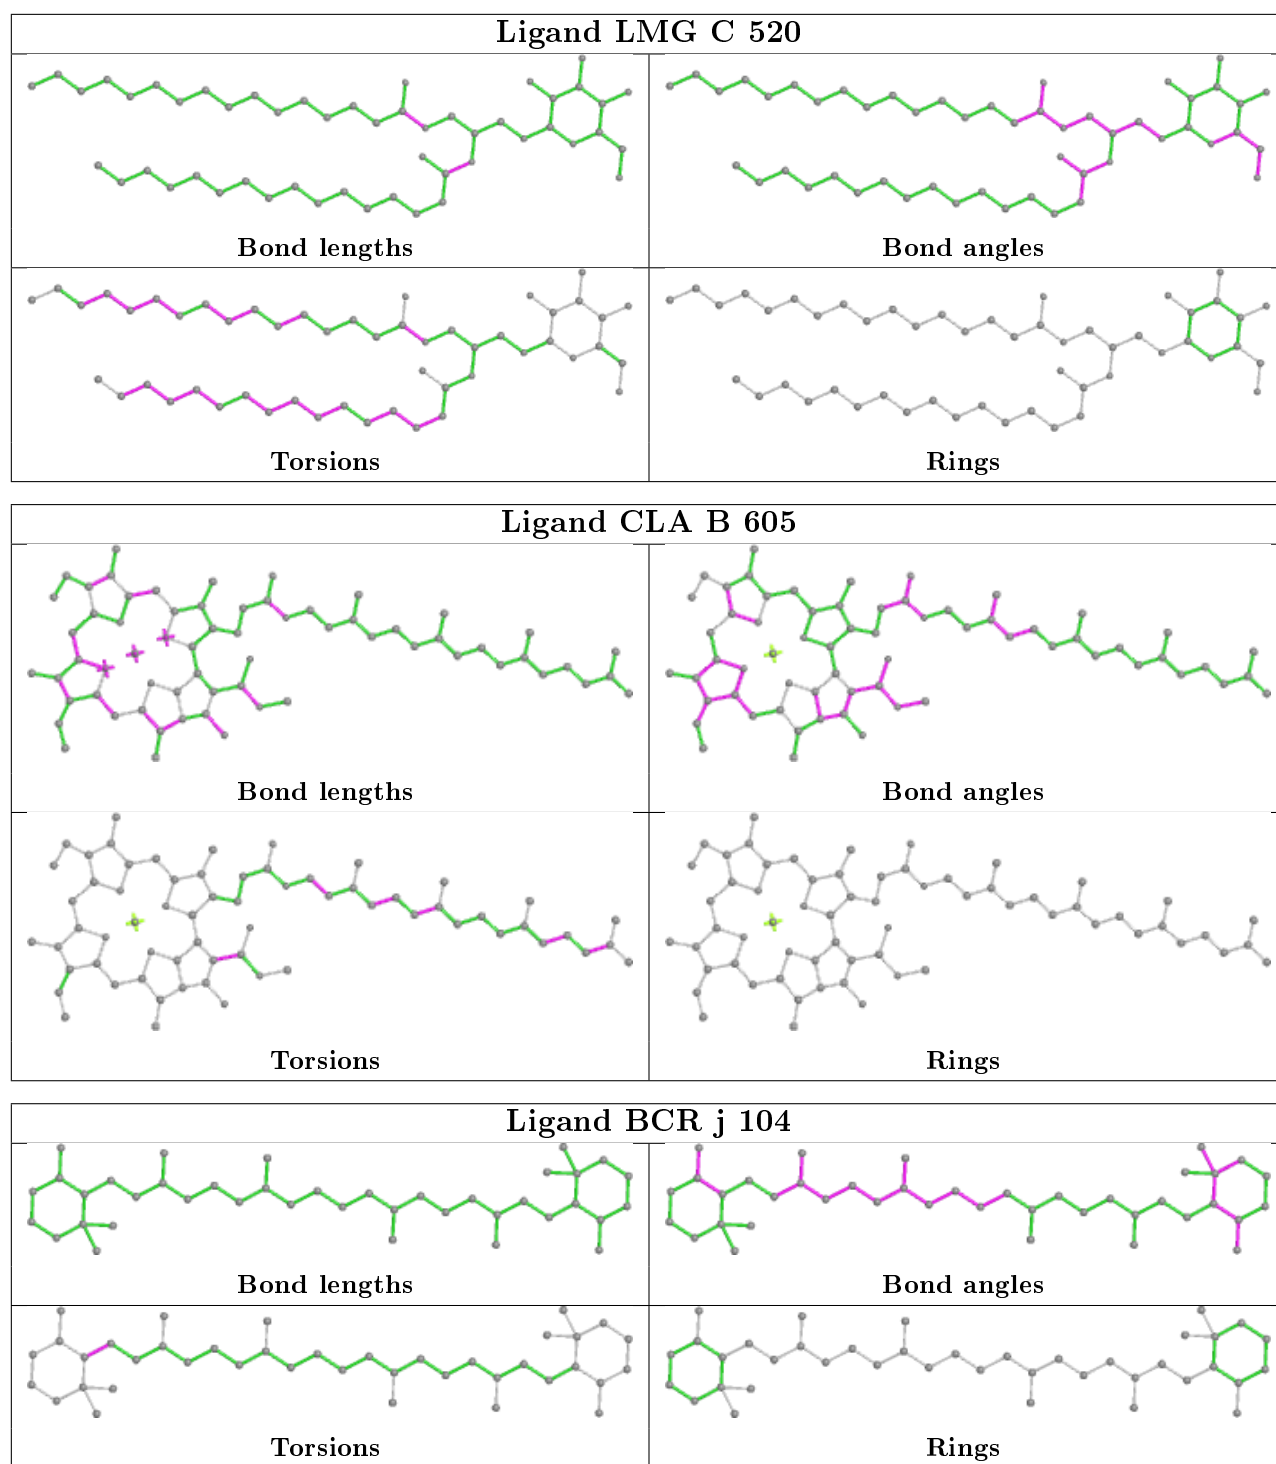 Ligand LMG C 520
Bond lengths
Bond angles
Torsions
Rings
Ligand CLA B 605
Bond lengths
Bond angles
Torsions
Rings
Ligand BCR j 104
Bond lengths
Bond angles
Torsions
Rings